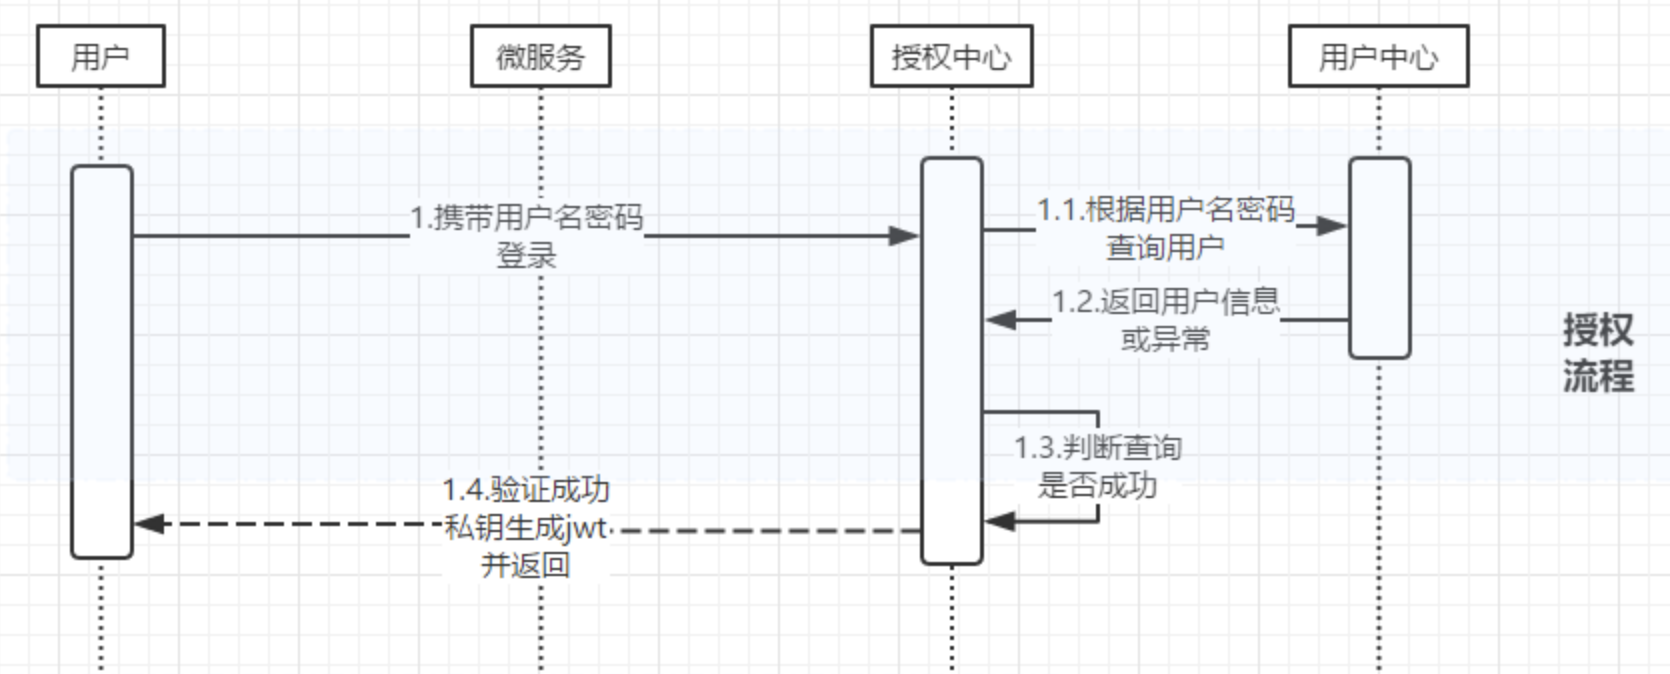 用户
微服务
授权中心
用户中心
1.携带用户名密码
登录
1.1.根据用户名密码
查询用户
1.2.返回用户信息
或异常
授权
流程
1.3.判断查询
是否成功
1.4.验证成功
私钥生成jwt
并返回